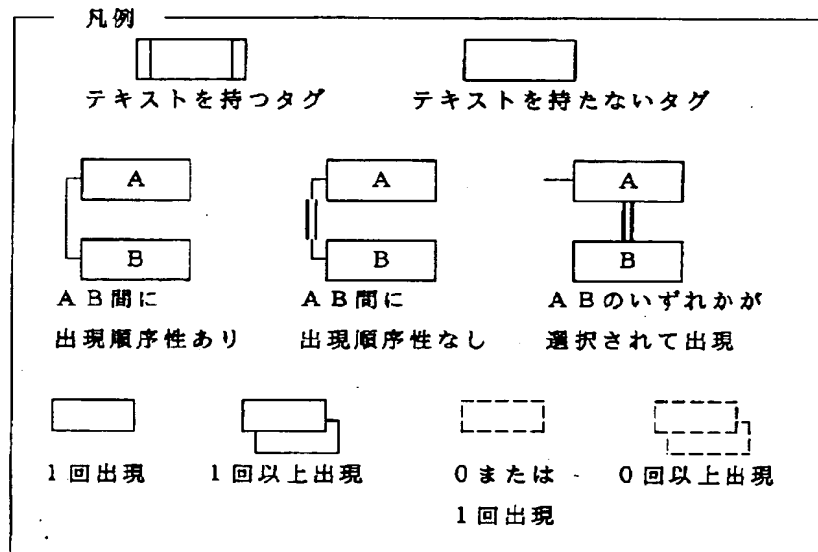 凡例
テキストを持つタグ テキストを持たないタグ
A A A
B B B
AB間に AB間に ABのいずれかが
出現順序性あり 出現順序性なし 選択されて出現
1回出現 1回以上出現 0または 0回以上出現
1回出現